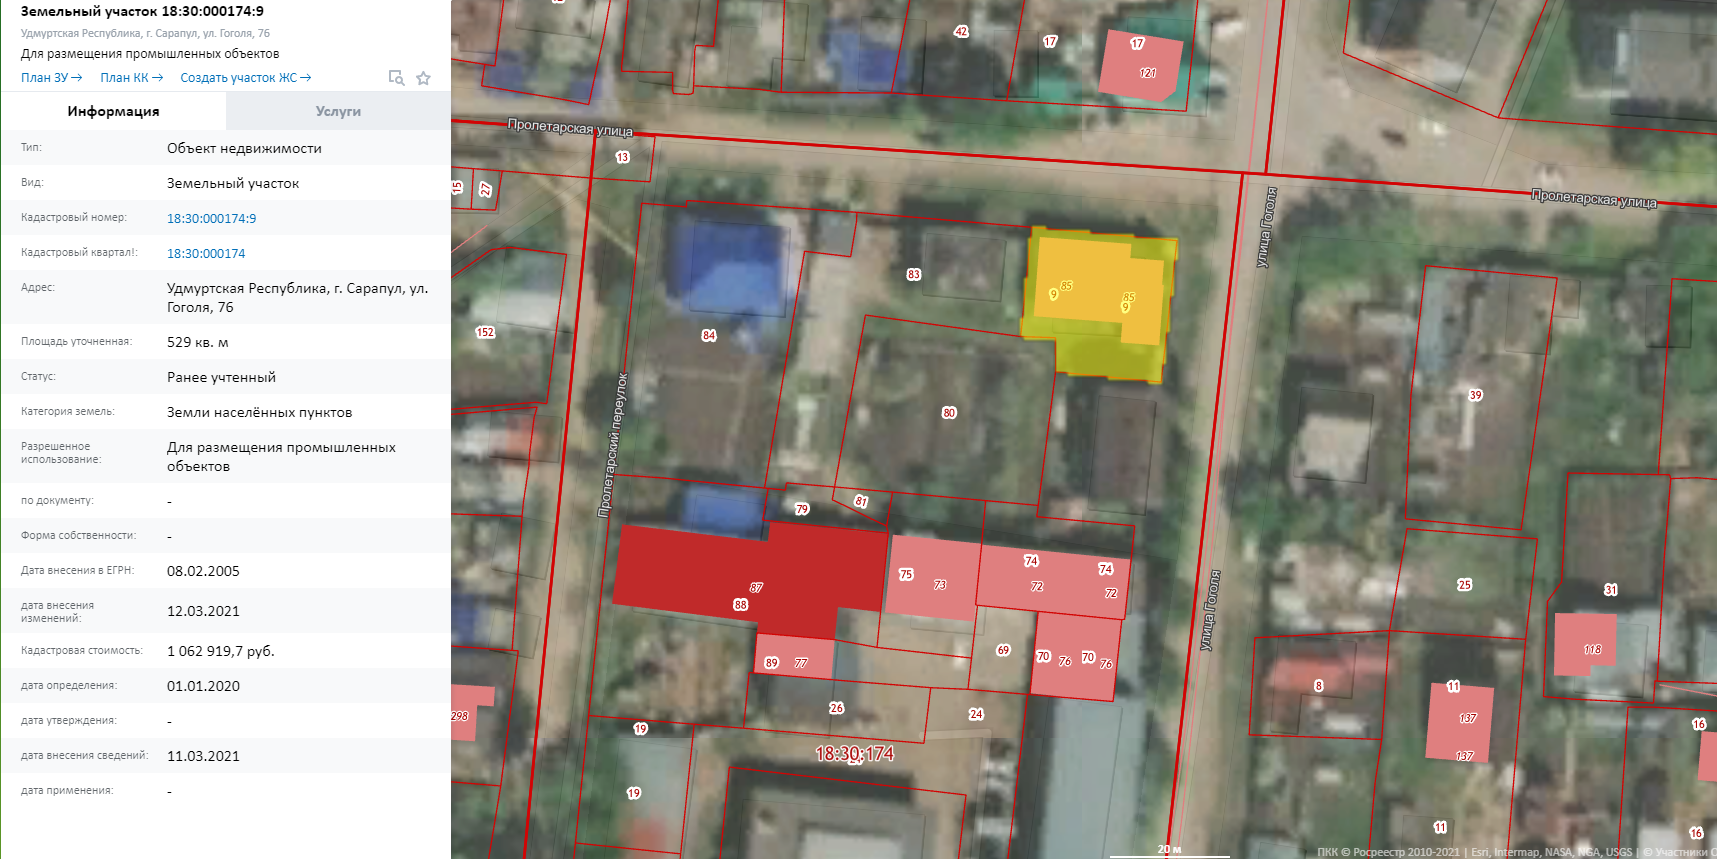 Земельный участок 18:30:000174:9
Удмуртская Республика, г. Сарапул, ул. Гоголя, 76
Для размещения промышленных объектов
План ЗУ → План КК → Создать участок ЖС →
Информация Услуги
Тип: Объект недвижимости
Вид: Земельный участок
Кадастровый номер: 18:30:000174:9
Кадастровый квартал!: 18:30:000174
Адрес: Удмуртская Республика, г. Сарапул, ул.
Гоголя, 76
Площадь уточненная: 529 кв. м
Статус: Ранее учтенный
Категория земель: Земли населённых пунктов
Разрешенное
использование:
Для размещения промышленных
объектов
по документу: -
Форма собственности: -
Дата внесения в ЕГРН: 08.02.2005
дата внесения
изменений:
12.03.2021
Кадастровая стоимость: 1 062 919,7 руб.
дата определения: 01.01.2020
дата утверждения: -
дата внесения сведений: 11.03.2021
дата применения: -
42
17
17
121
Пролетарская улица
13
15
27
Пролетарская улица
улица Гоголя
83
85
9
85
9
84
152
80
39
Пролетарский переулок
79
81
87
88
75
73
74
72
74
72
25
31
улица Гоголя
89
77
69
70
76
70
76
118
8
11
137
137
298
26
24
19
16
18:30:174
19
11
16
20 м
ПКК © Росреестр 2010-2021 | Esri, Intermap, NASA, NGA, USGS | © Участники С